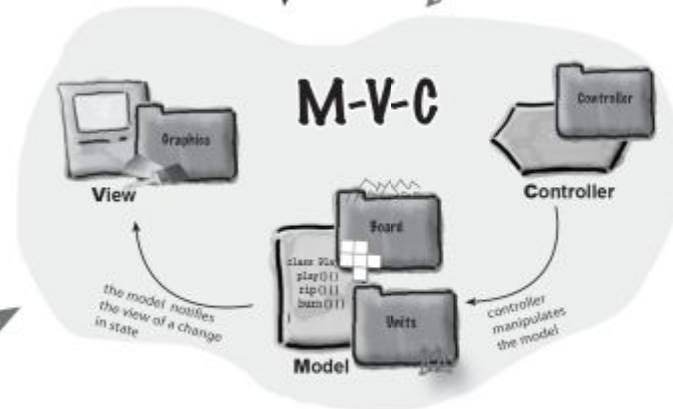 M-V-C
Graphics
View
Controller
Controller
Board
play(){}
rip(){}
burn(){}
}
Units
Model
the model notifies
the view of a change
in state
controller
manipulates
the model